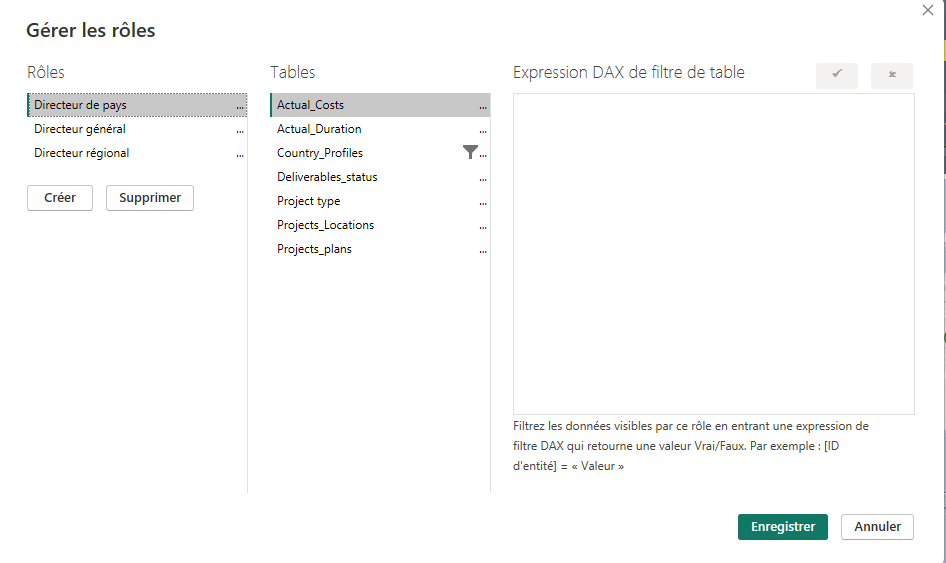 Gérer les rôles
Rôles
Directeur de pays ...
Directeur général ...
Directeur régional ...
Créer
Supprimer
Tables
Actual_Costs ...
Actual_Duration ...
Country_Profiles ...
Deliverables_status ...
Project type ...
Projects_Locations ...
Projects_plans ...
Expression DAX de filtre de table
Filtrez les données visibles par ce rôle en entrant une expression de
filtre DAX qui retourne une valeur Vrai/Faux. Par exemple : [ID
d'entité] = « Valeur »
Enregistrer
Annuler